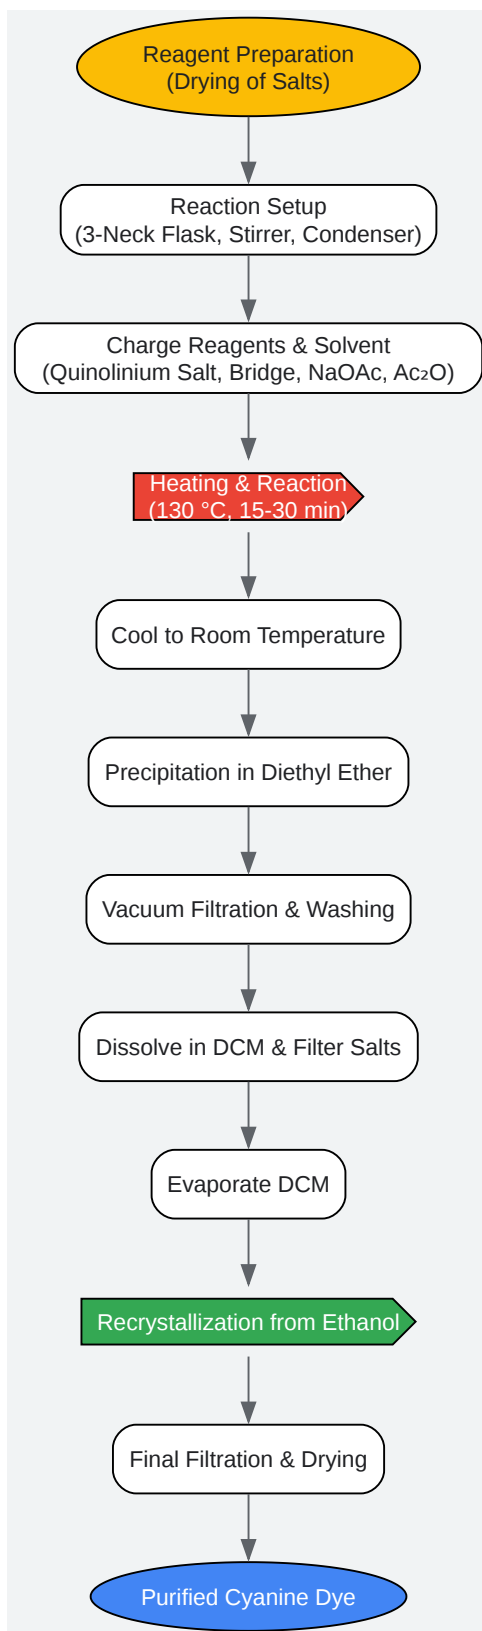 Reagent Preparation
(Drying of Salts)
Reaction Setup
(3-Neck Flask, Stirrer, Condenser)
Charge Reagents & Solvent
(Quinolinium Salt, Bridge, NaOAc, Ac₂O)
Heating & Reaction
(130 °C, 15-30 min)
Cool to Room Temperature
Precipitation in Diethyl Ether
Vacuum Filtration & Washing
Dissolve in DCM & Filter Salts
Evaporate DCM
Recrystallization from Ethanol
Final Filtration & Drying
Purified Cyanine Dye